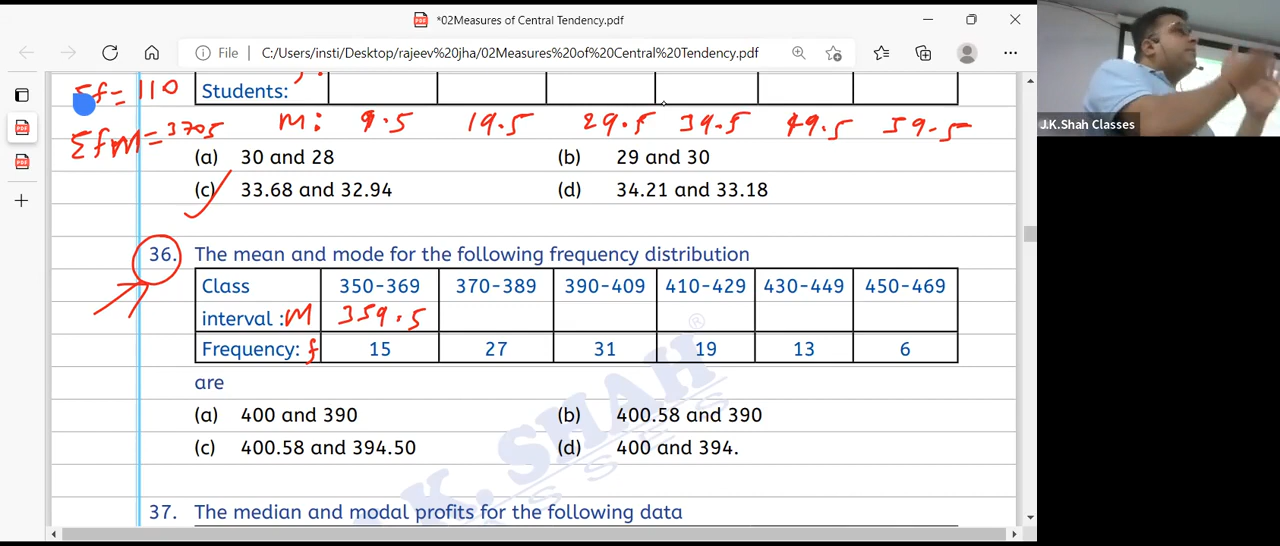 *02Measures of Central Tendency.pdf
File C:/Users/insti/Desktop/rajeev%20jha/02Measures%20of%20Central%20Tendency.pdf
J.K.Shah Classes
Σf = 110 Students:
ΣfM = 3705 M: 9.5 19.5 29.5 39.5 49.5 59.5
(a) 30 and 28 (b) 29 and 30
(c) 33.68 and 32.94 (d) 34.21 and 33.18
36. The mean and mode for the following frequency distribution
Class 350-369 370-389 390-409 410-429 430-449 450-469
interval : M 359.5
Frequency: f 15 27 31 19 13 6
are
(a) 400 and 390 (b) 400.58 and 390
(c) 400.58 and 394.50 (d) 400 and 394.
K. SHAH ®
37. The median and modal profits for the following data